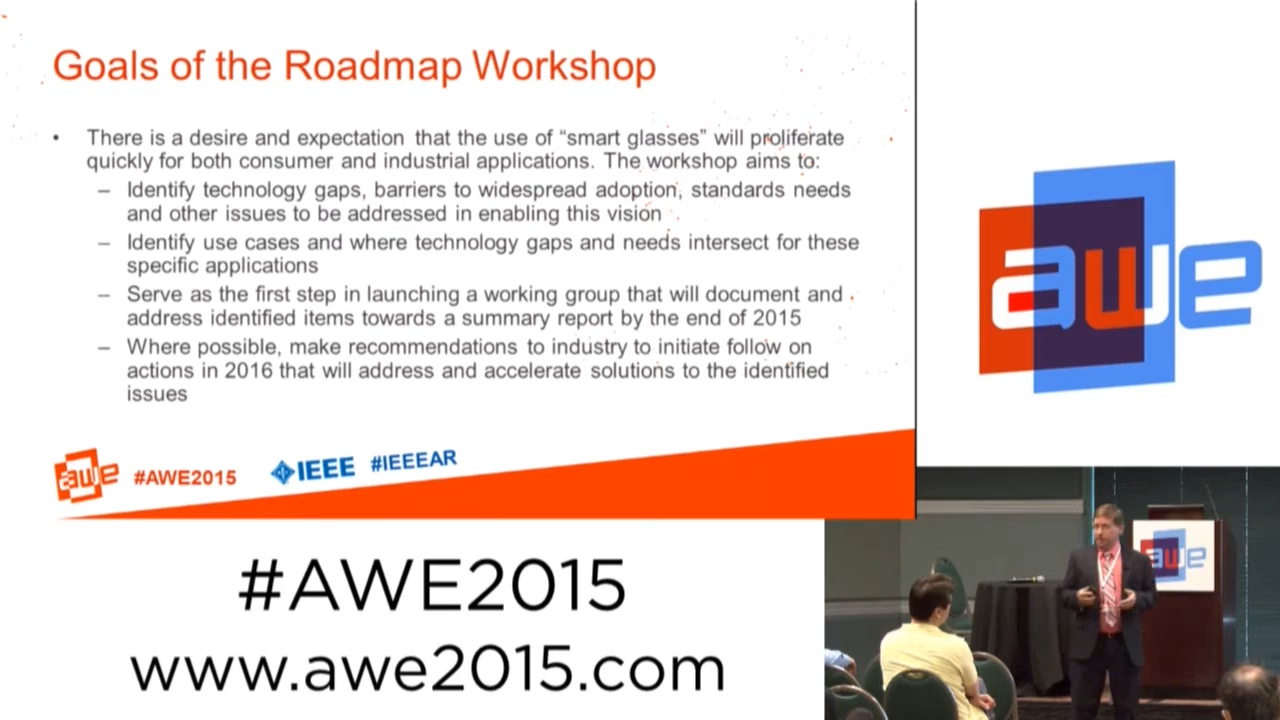 Goals of the Roadmap Workshop
• There is a desire and expectation that the use of “smart glasses” will proliferate
quickly for both consumer and industrial applications. The workshop aims to:
– Identify technology gaps, barriers to widespread adoption, standards needs
and other issues to be addressed in enabling this vision
– Identify use cases and where technology gaps and needs intersect for these
specific applications
– Serve as the first step in launching a working group that will document and
address identified items towards a summary report by the end of 2015
– Where possible, make recommendations to industry to initiate follow on
actions in 2016 that will address and accelerate solutions to the identified
issues
awe #AWE2015 IEEE #IEEEAR
awe
awe
#AWE2015
www.awe2015.com